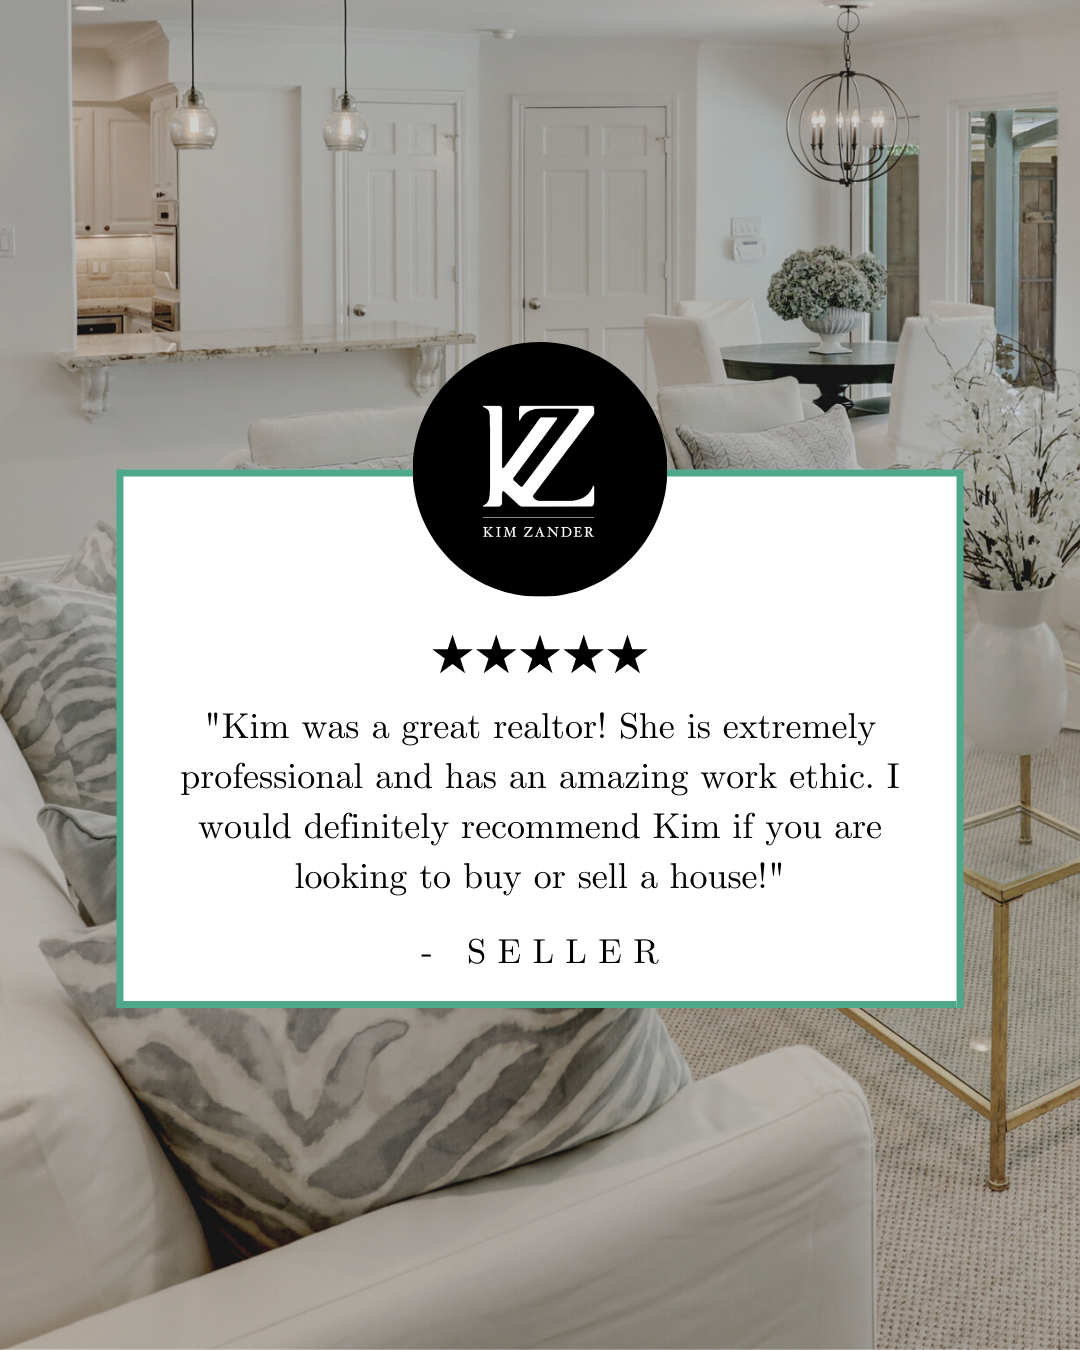 KZ
KIM ZANDER
★★★★★
"Kim was a great realtor! She is extremely
professional and has an amazing work ethic. I
would definitely recommend Kim if you are
looking to buy or sell a house!"
- SELLER